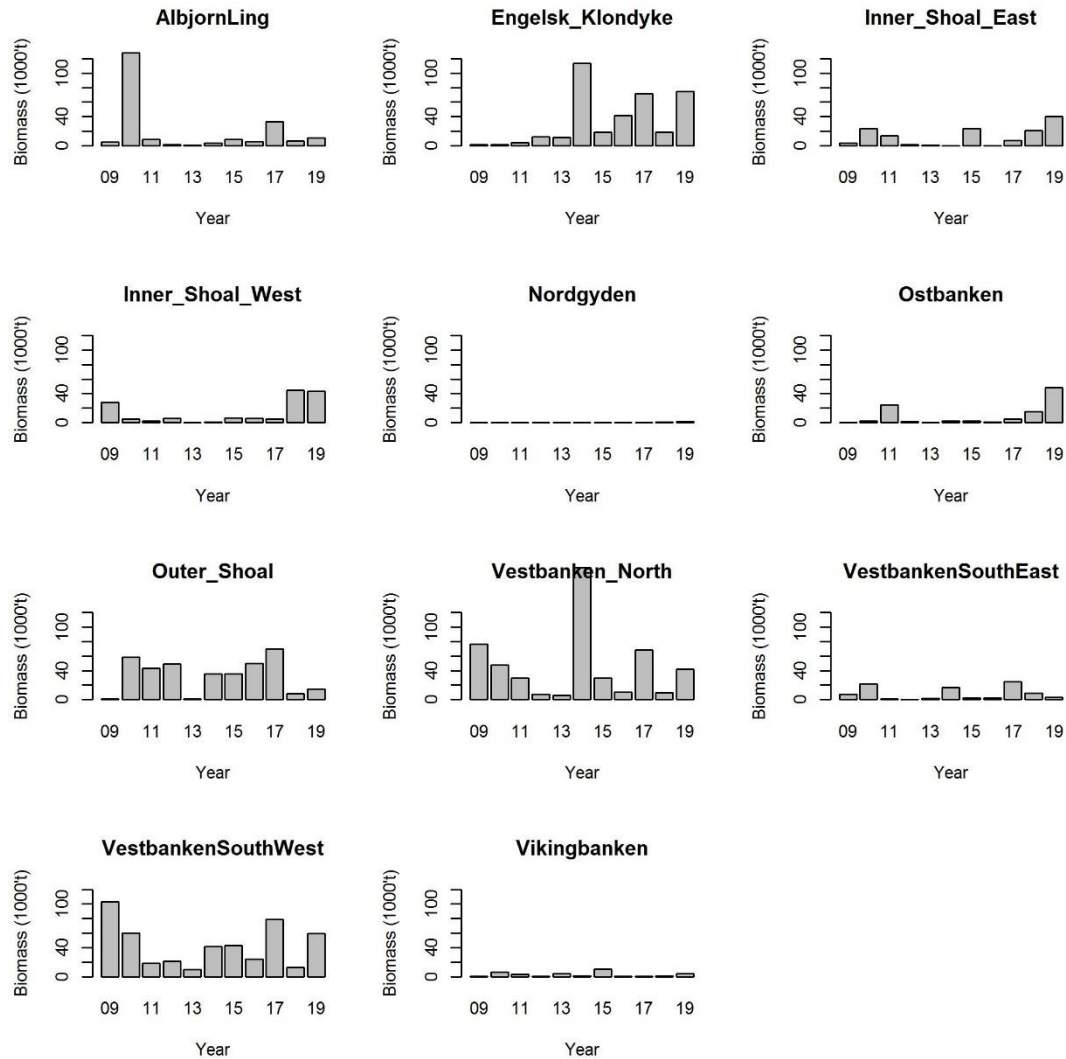 AlbjornLing
Biomass (1000't)
0 40 100
09 11 13 15 17 19
Year
Engelsk_Klondyke
Biomass (1000't)
0 40 100
09 11 13 15 17 19
Year
Inner_Shoal_East
Biomass (1000't)
0 40 100
09 11 13 15 17 19
Year
Inner_Shoal_West
Biomass (1000't)
0 40 100
09 11 13 15 17 19
Year
Nordgyden
Biomass (1000't)
0 40 100
09 11 13 15 17 19
Year
Ostbanken
Biomass (1000't)
0 40 100
09 11 13 15 17 19
Year
Outer_Shoal
Biomass (1000't)
0 40 100
09 11 13 15 17 19
Year
Vestbanken_North
Biomass (1000't)
0 40 100
09 11 13 15 17 19
Year
VestbankenSouthEast
Biomass (1000't)
0 40 100
09 11 13 15 17 19
Year
VestbankenSouthWest
Biomass (1000't)
0 40 100
09 11 13 15 17 19
Year
Vikingbanken
Biomass (1000't)
0 40 100
09 11 13 15 17 19
Year